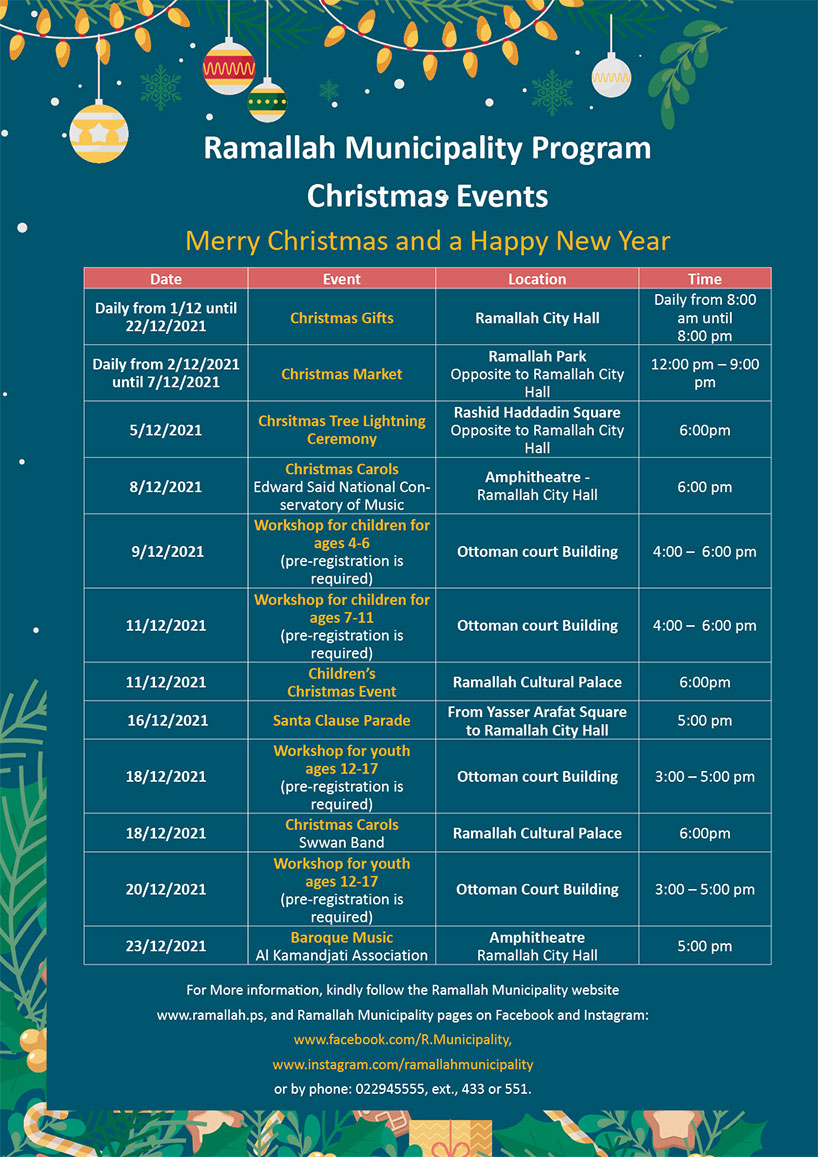 Ramallah Municipality Program
Christmas Events
Merry Christmas and a Happy New Year
Date Event Location Time
Daily from 1/12 until
22/12/2021
Christmas Gifts
Ramallah City Hall
Daily from 8:00
am until
8:00 pm
Daily from 2/12/2021
until 7/12/2021
Christmas Market
Ramallah Park
Opposite to Ramallah City
Hall
12:00 pm – 9:00
pm
5/12/2021
Chrsitmas Tree Lightning
Ceremony
Rashid Haddadin Square
Opposite to Ramallah City
Hall
6:00pm
8/12/2021
Christmas Carols
Edward Said National Con-
servatory of Music
Amphitheatre -
Ramallah City Hall
6:00 pm
9/12/2021
Workshop for children for
ages 4-6
(pre-registration is
required)
Ottoman court Building
4:00 – 6:00 pm
11/12/2021
Workshop for children for
ages 7-11
(pre-registration is
required)
Ottoman court Building
4:00 – 6:00 pm
11/12/2021
Children’s
Christmas Event
Ramallah Cultural Palace
6:00pm
16/12/2021
Santa Clause Parade
From Yasser Arafat Square
to Ramallah City Hall
5:00 pm
18/12/2021
Workshop for youth
ages 12-17
(pre-registration is
required)
Ottoman court Building
3:00 – 5:00 pm
18/12/2021
Christmas Carols
Swwan Band
Ramallah Cultural Palace
6:00pm
20/12/2021
Workshop for youth
ages 12-17
(pre-registration is
required)
Ottoman Court Building
3:00 – 5:00 pm
23/12/2021
Baroque Music
Al Kamandjati Association
Amphitheatre
Ramallah City Hall
5:00 pm
For More information, kindly follow the Ramallah Municipality website
www.ramallah.ps, and Ramallah Municipality pages on Facebook and Instagram:
www.facebook.com/R.Municipality,
www.instagram.com/ramallahmunicipality
or by phone: 022945555, ext., 433 or 551.